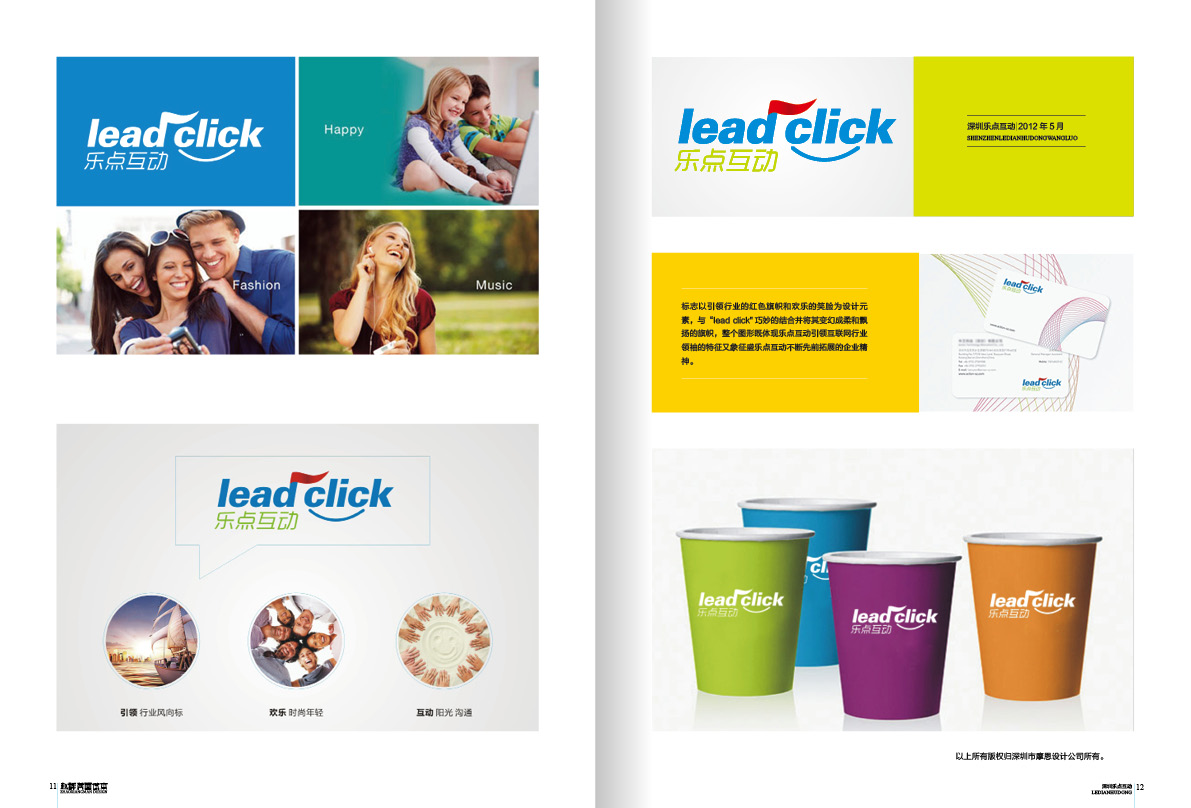 lead click
乐点互动
Happy
Fashion
Music
lead click
乐点互动
引领 行业风向标
欢乐 时尚年轻
互动 阳光 沟通
11
lead click
乐点互动
深圳乐点互动|2012 年 5 月
SHENZHENLEDIANHUDONGWANGLUO
标志以引领行业的红色旗帜和欢乐的笑脸为设计元
素，与 “lead click” 巧妙的结合并将其变幻成柔和飘
扬的旗帜，整个图形既体现乐点互动引领互联网行业
领袖的特征又象征盛乐点互动不断先前拓展的企业精
神。
lead click
乐点互动
lead click
乐点互动
lead click
乐点互动
lead click
乐点互动
lead click
乐点互动
以上所有版权归深圳市摩恩设计公司所有。
深圳乐点互动
LEDIANHUDONG
12